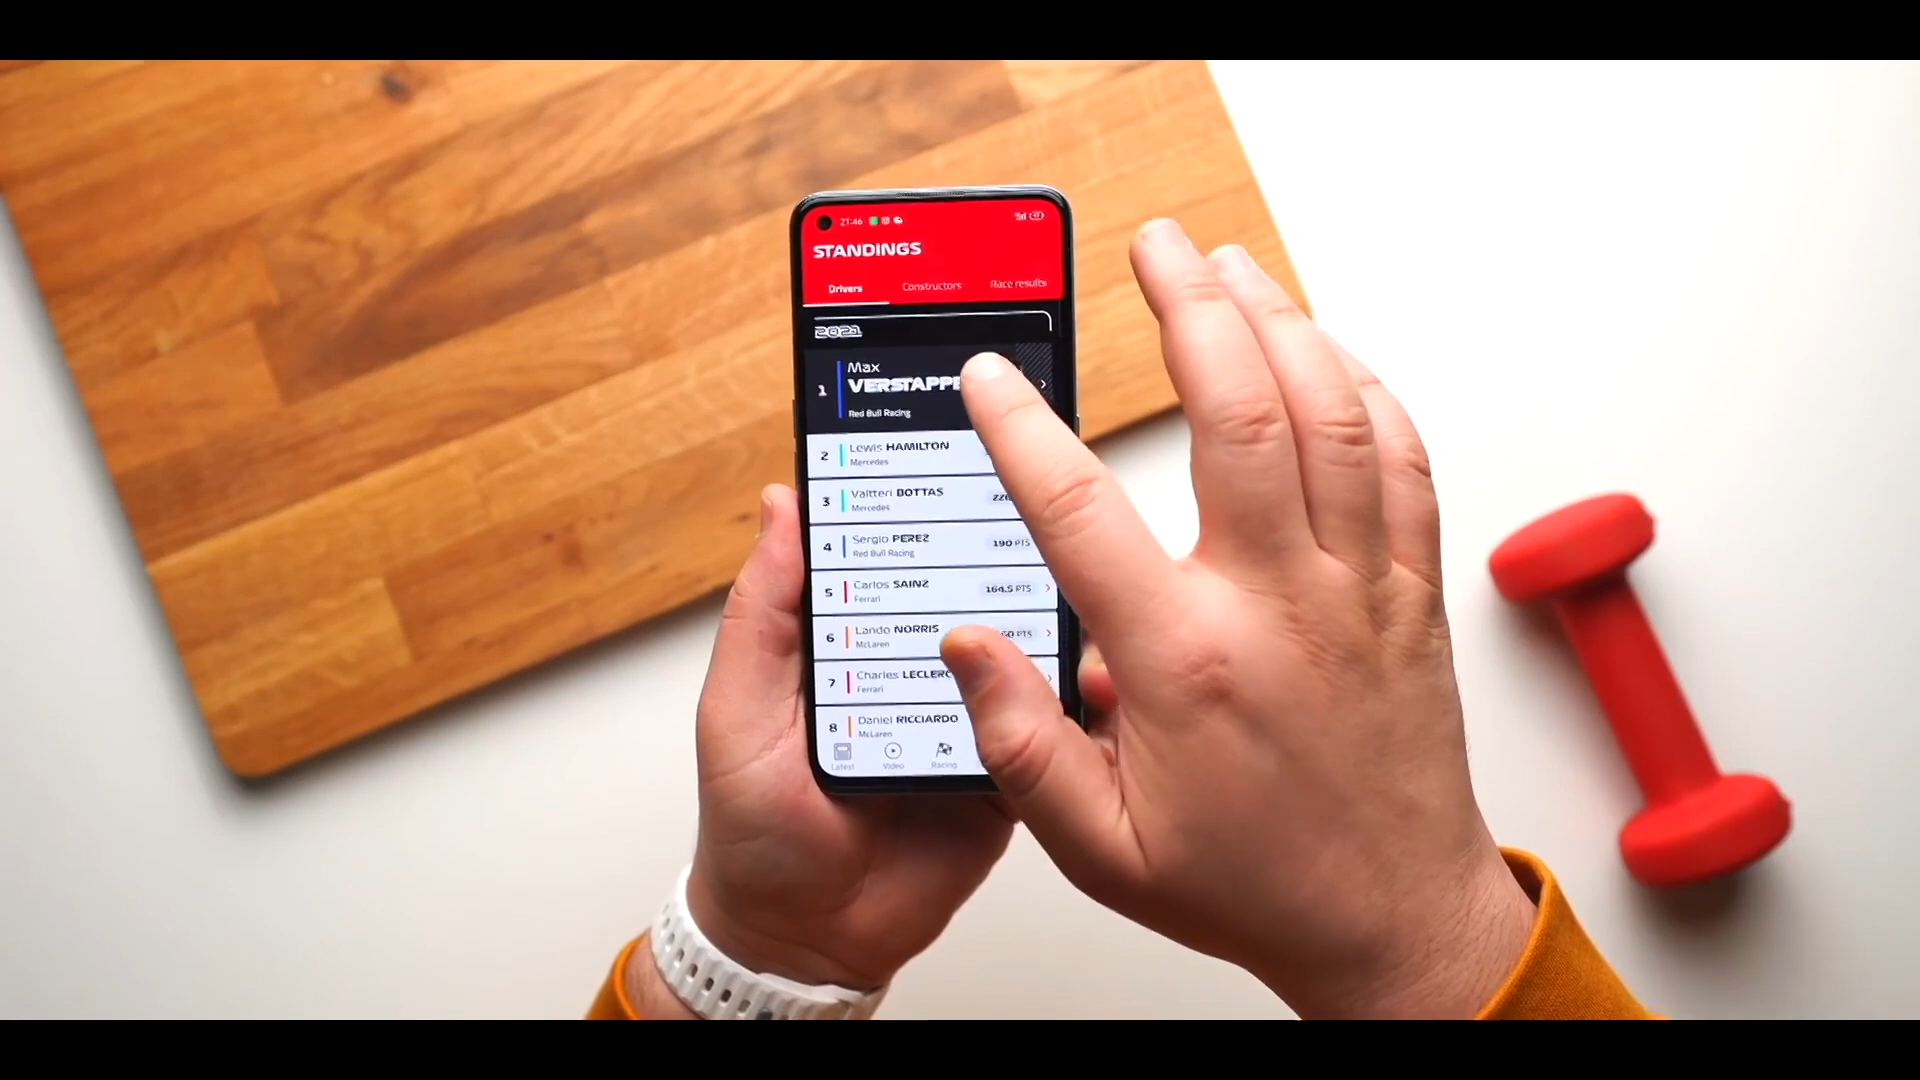 21:46
STANDINGS
Drivers Constructors Race results
2021
Max
1 VERSTAPPE
Red Bull Racing
2 Lewis HAMILTON
Mercedes
3 Valtteri BOTTAS
Mercedes
4 Sergio PEREZ 190 PTS
Red Bull Racing
5 Carlos SAINZ 164.5 PTS
Ferrari
6 Lando NORRIS PTS
McLaren
7 Charles LECLERC
Ferrari
8 Daniel RICCIARDO
McLaren
Latest Video Racing